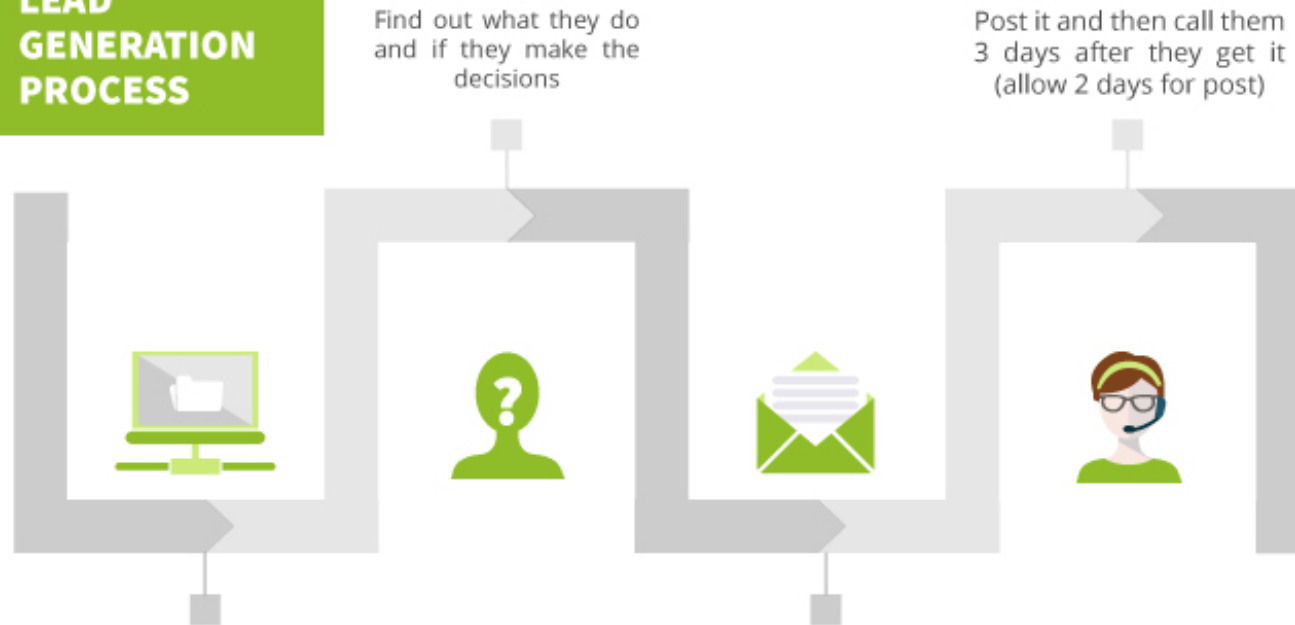 LEAD
GENERATION
PROCESS
Find out what they do
and if they make the
decisions
Post it and then call them
3 days after they get it
(allow 2 days for post)
?